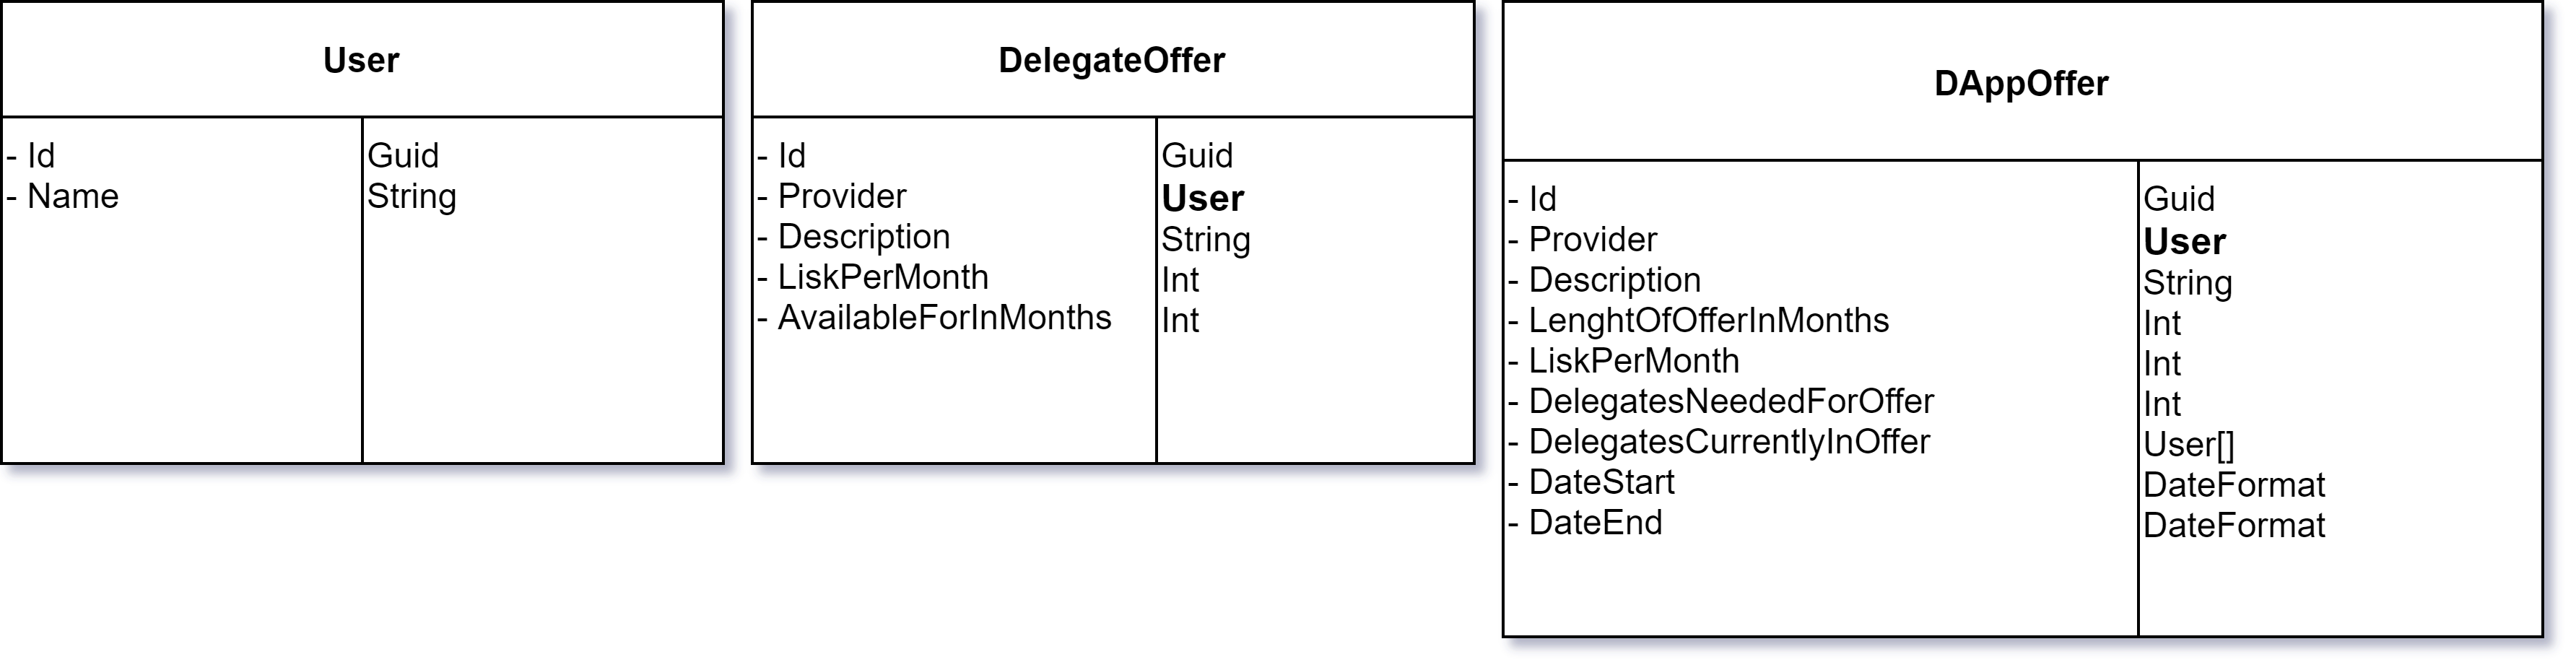 User
- Id
- Name
Guid
String
DelegateOffer
- Id
- Provider
- Description
- LiskPerMonth
- AvailableForInMonths
Guid
User
String
Int
Int
DAppOffer
- Id
- Provider
- Description
- LenghtOfOfferInMonths
- LiskPerMonth
- DelegatesNeededForOffer
- DelegatesCurrentlyInOffer
- DateStart
- DateEnd
Guid
User
String
Int
Int
Int
User[]
DateFormat
DateFormat